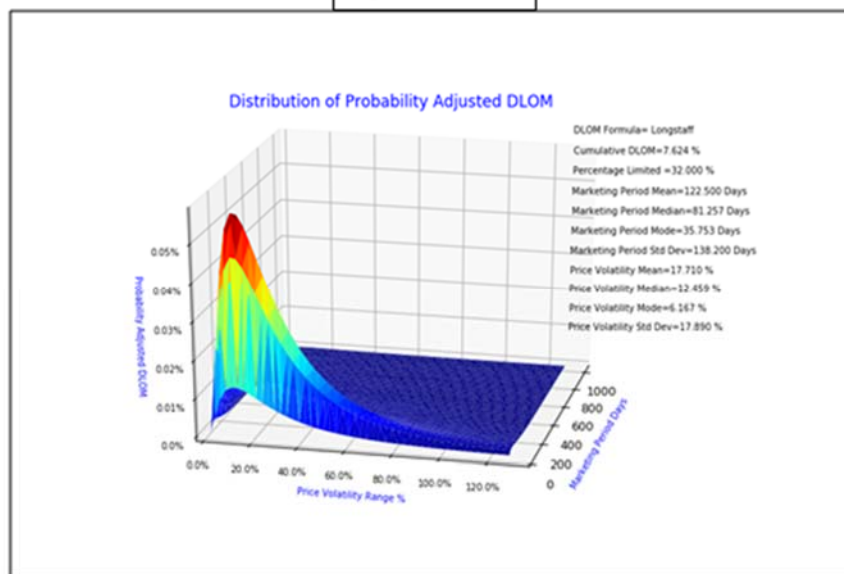 Distribution of Probability Adjusted DLOM
DLOM Formula= Longstaff
Cumulative DLOM=7.624 %
Percentage Limited =32.000 %
Marketing Period Mean=122.500 Days
Marketing Period Median=81.257 Days
Marketing Period Mode=35.753 Days
Marketing Period Std Dev=138.200 Days
Price Volatility Mean=17.710 %
Price Volatility Median=12.459 %
Price Volatility Mode=6.167 %
Price Volatility Std Dev=17.890 %
Probability Adjusted DLOM
0.05%
0.04%
0.03%
0.02%
0.01%
0.0%
0.0%
20.0%
40.0%
60.0%
80.0%
100.0%
120.0%
Price Volatility Range %
0
200
400
600
800
1000
Marketing Period Days